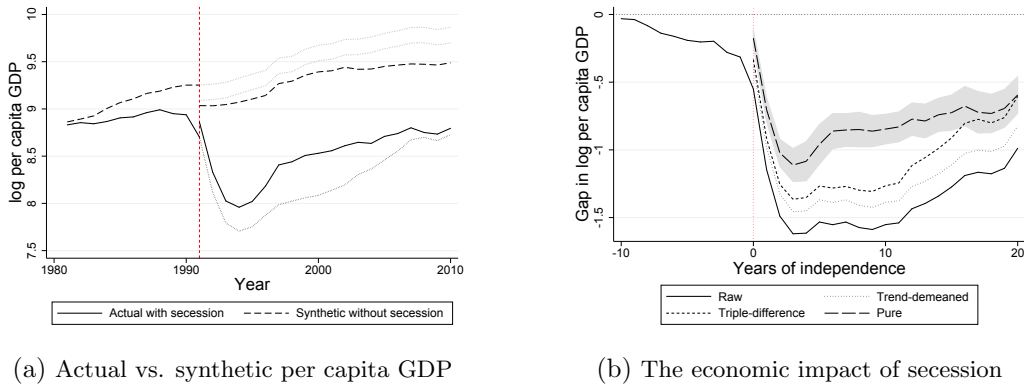 log per capita GDP
10
9.5
9
8.5
8
7.5
1980
1990
2000
2010
Year
Actual with secession
Synthetic without secession
(a) Actual vs. synthetic per capita GDP
Gap in log per capita GDP
0
-.5
-1
-1.5
-10
0
10
20
Years of independence
Raw
Trend-demeaned
Triple-difference
Pure
(b) The economic impact of secession